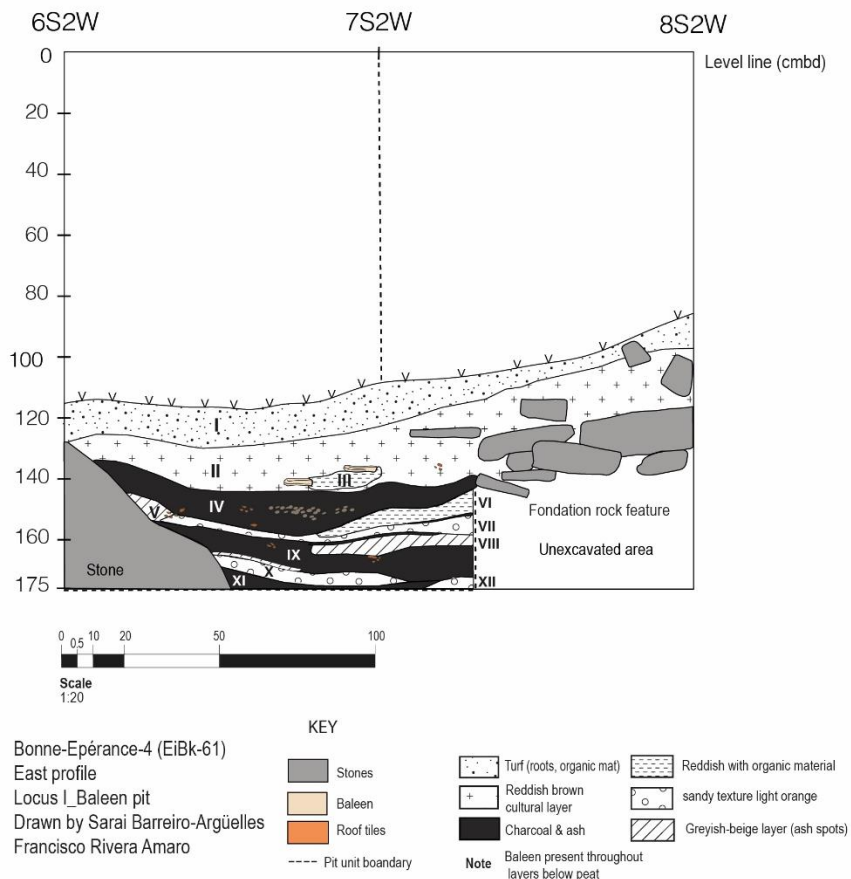 6S2W 7S2W 8S2W
0 Level line (cmbd)
20
40
60
80
100
120
I
II
III
140
IV
V
VI
Fondation rock feature
VII
VIII
Unexcavated area
160
IX
X
Stone
XI
XII
175
0 0,5 10 20 50 100
Scale
1:20
Bonne-Epérance-4 (EiBk-61)
East profile
Locus I_Baleen pit
Drawn by Sarai Barreiro-Argüelles
Francisco Rivera Amaro
KEY
Stones
Baleen
Roof tiles
Pit unit boandary
Turf (roots, organic mat)
Reddish brown
cultural layer
Charcoal & ash
Note Baleen present throughout
layers below peat
Reddish with organic material
sandy texture light orange
Greyish-beige layer (ash spots)